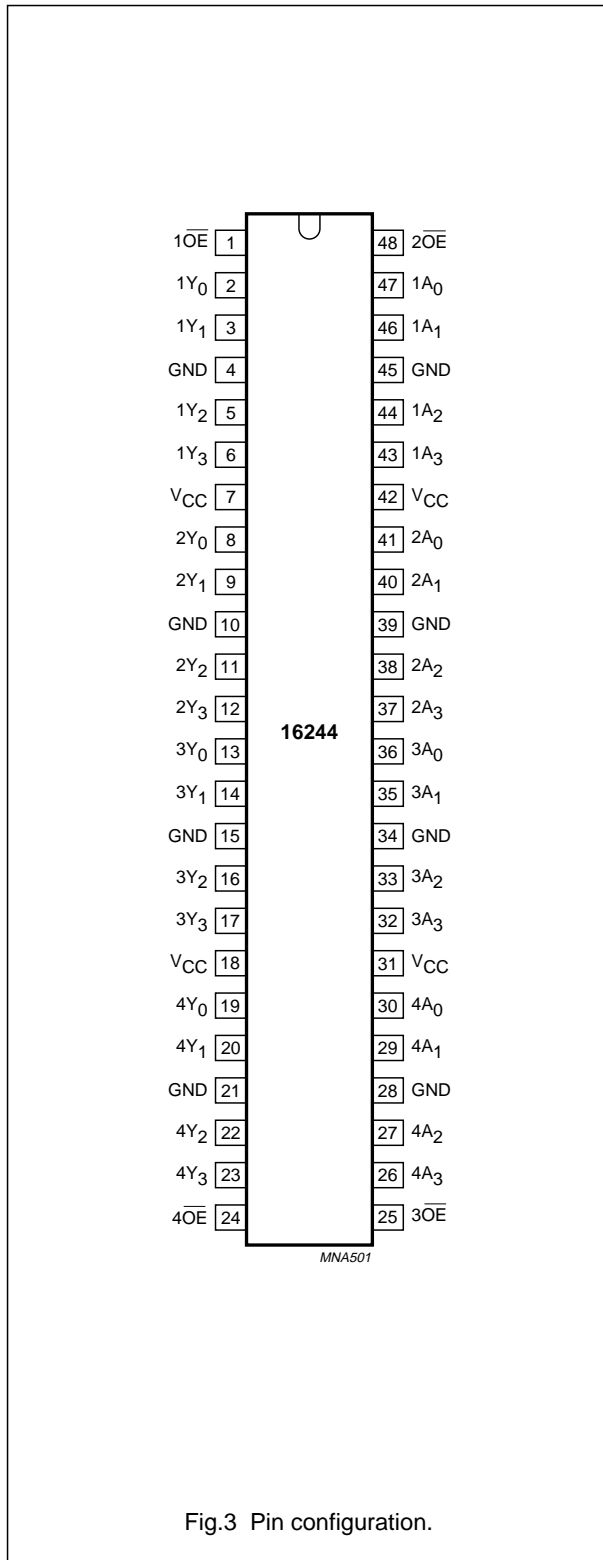 1OE 1 48 2OE
1Y0 2 47 1A0
1Y1 3 46 1A1
GND 4 45 GND
1Y2 5 44 1A2
1Y3 6 43 1A3
VCC 7 42 VCC
2Y0 8 41 2A0
2Y1 9 40 2A1
GND 10 39 GND
2Y2 11 38 2A2
2Y3 12 37 2A3
16244
3Y0 13 36 3A0
3Y1 14 35 3A1
GND 15 34 GND
3Y2 16 33 3A2
3Y3 17 32 3A3
VCC 18 31 VCC
4Y0 19 30 4A0
4Y1 20 29 4A1
GND 21 28 GND
4Y2 22 27 4A2
4Y3 23 26 4A3
4OE 24 25 3OE
MNA501
Fig.3 Pin configuration.